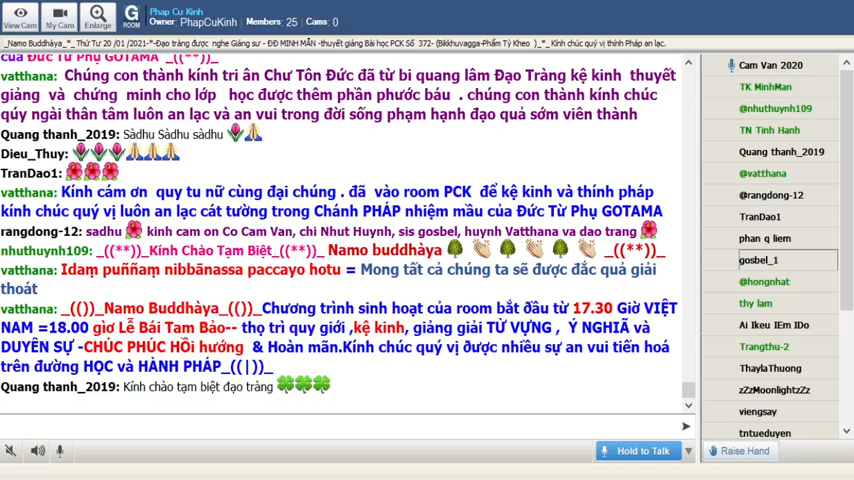 Phap Cu Kinh
Owner: PhapCuKinh Members: 25 Cams: 0
View Cam My Cam Enlarge G ROOM
_Namo Buddhàya_*_ Thứ Tư 20 /01 /2021-*-Đạo tràng được nghe Giảng sư - ĐĐ MINH MẪN -thuyết giảng Bài học PCK Số 372- (Bikkhuvagga-Phẩm Tỳ Kheo )_*_ Kính chúc quý vị thính Pháp an lạc.
của Đức Từ Phụ GOTAMA _((**))_
vatthana: Chúng con thành kính tri ân Chư Tôn Đức đã từ bi quang lâm Đạo Tràng kệ kinh thuyết
giảng và chứng minh cho lớp học được thêm phần phước báu . chúng con thành kính chúc
qúy ngài thân tâm luôn an lạc và an vui trong đời sống phạm hạnh đạo quả sớm viên thành
Quang thanh_2019: Sàdhu Sàdhu sàdhu
Dieu_Thuy:
TranDao1:
vatthana: Kính cám ơn quy tu nữ cùng đại chúng . đã vào room PCK để kệ kinh và thính pháp
kính chúc quý vị luôn an lạc cát tường trong Chánh PHÁP nhiệm mầu của Đức Từ Phụ GOTAMA
rangdong-12: sadhu kinh cam on Co Cam Van, chi Nhut Huynh, sis gosbel, huynh Vatthana va dao trang
nhuthuynh109: _((**))_Kính Chào Tạm Biệt_((**))_ Namo buddhàya _((**))_
vatthana: Idaṃ puññaṃ nibbānassa paccayo hotu = Mong tất cả chúng ta sẽ được đắc quả giải
thoát
vatthana: _(())_Namo Buddhàya_(())_Chương trình sinh hoạt của room bắt đầu từ 17.30 Giờ VIỆT
NAM =18.00 giờ Lễ Bái Tam Bảo-- thọ trì quy giới ,kệ kinh, giảng giải TỪ VỰNG , Ý NGHĨA và
DUYÊN SỰ -CHÚC PHÚC HỒi hướng & Hoàn mãn.Kính chúc quý vị được nhiều sự an vui tiến hoá
trên đường HỌC và HÀNH PHÁP_((|))_
Quang thanh_2019: Kính chào tạm biệt đạo tràng
Hold to Talk
Cam Van 2020
TK MinhMan
@nhuthuynh109
TN Tinh Hanh
Quang thanh_2019
@vatthana
@rangdong-12
TranDao1
phan q liem
gosbel_1
@hongnhat
thy lam
Ai Ikeu IEm IDo
Trangthu-2
ThaylaThuong
zZzMoonlightzZz
viengsay
tntueduyen
Raise Hand